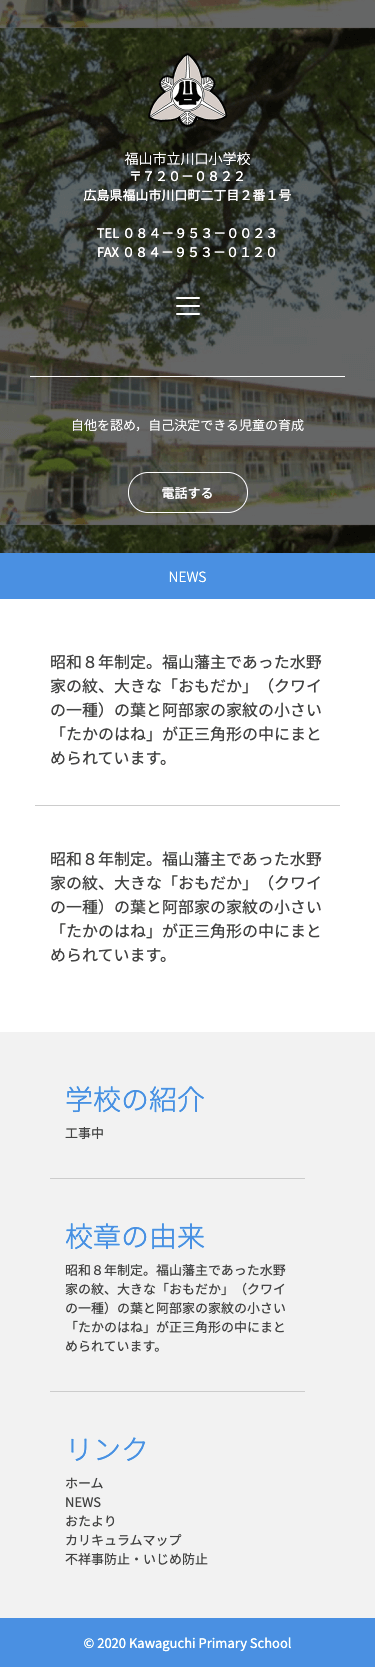 福山市立川口小学校
〒７２０－０８２２
広島県福山市川口町二丁目２番１号
TEL ０８４－９５３－００２３
FAX ０８４－９５３－０１２０
自他を認め，自己決定できる児童の育成
電話する
NEWS
昭和８年制定。福山藩主であった水野
家の紋、大きな「おもだか」（クワイ
の一種）の葉と阿部家の家紋の小さい
「たかのはね」が正三角形の中にまと
められています。
昭和８年制定。福山藩主であった水野
家の紋、大きな「おもだか」（クワイ
の一種）の葉と阿部家の家紋の小さい
「たかのはね」が正三角形の中にまと
められています。
学校の紹介
工事中
校章の由来
昭和８年制定。福山藩主であった水野
家の紋、大きな「おもだか」（クワイ
の一種）の葉と阿部家の家紋の小さい
「たかのはね」が正三角形の中にまと
められています。
リンク
ホーム
NEWS
おたより
カリキュラムマップ
不祥事防止・いじめ防止
© 2020 Kawaguchi Primary School